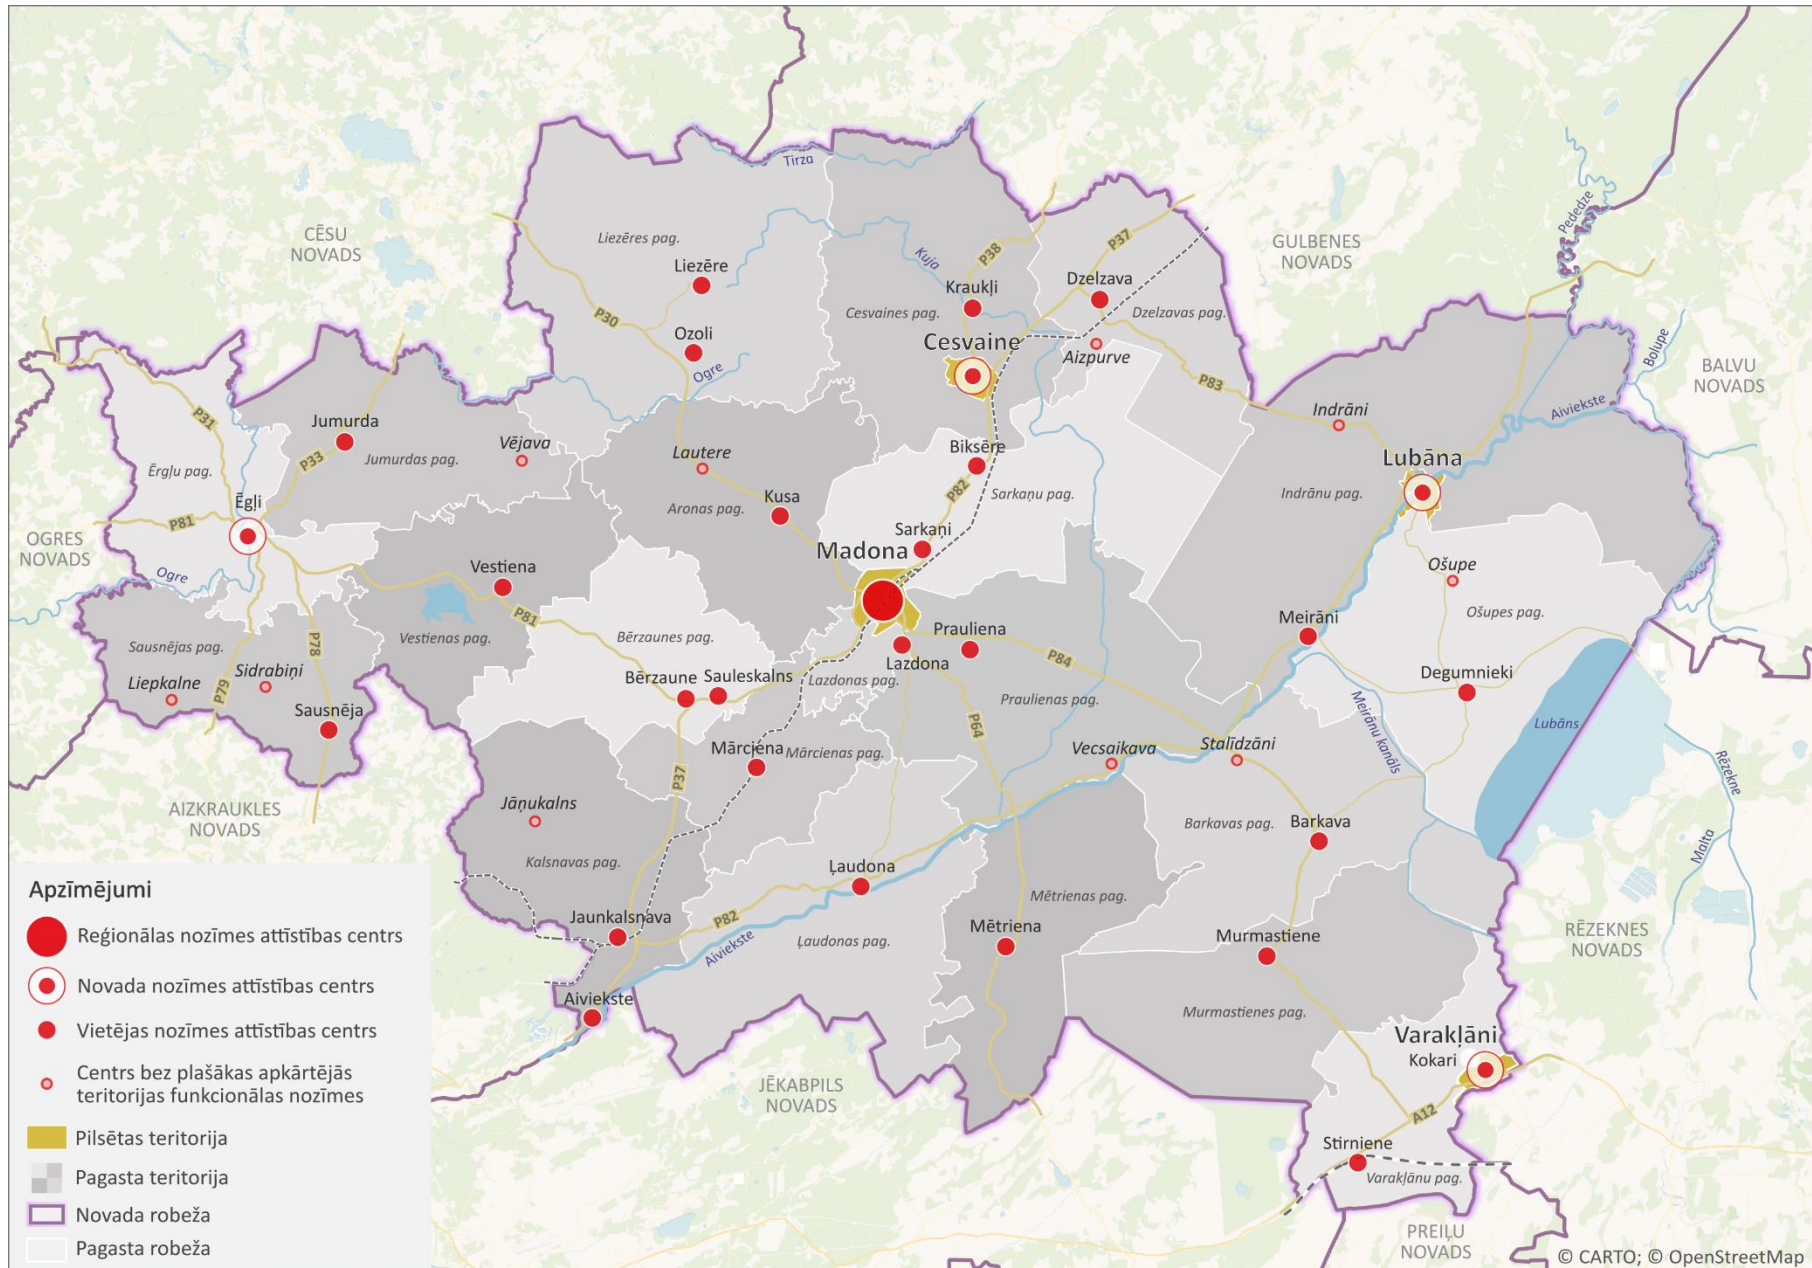 Tirza
CĒSU
NOVADS
Liezēres pag.
Liezēre
P30
Ozoli
Ogre
Kuja
P38
Kraukļi
Cesvaines pag.
Cesvaine
P37
Dzelzava
Dzelzavas pag.
Aizpurve
P83
GULBENES
NOVADS
Pededze
Bolupe
BALVU
NOVADS
Aiviekste
Indrāni
Lubāna
Indrānu pag.
P31
Jumurda
P33
Jumurdas pag.
Vējava
Ērgļu pag.
Ēgļi
P81
OGRES
NOVADS
Ogre
Lautere
Aronas pag.
Kusa
Biksēre
P82
Sarkaņu pag.
Sarkaņi
Madona
Vestiena
P81
Vestienas pag.
Bērzaunes pag.
Bērzaune
Sauleskalns
Lazdonas pag.
Lazdona
Prauliena
P84
Praulienas pag.
P64
Ošupe
Ošupes pag.
Meirāni
Degumnieki
Meirānu kanāls
Lubāns
Rēzekne
Malta
Sausnējas pag.
Liepkalne
Sidrabiņi
P78
P79
Sausnēja
AIZKRAUKLES
NOVADS
Mārciena
Mārcienas pag.
P37
Vecsaikava
Stalīdzāni
Jāņukalns
Kalsnavas pag.
Barkavas pag.
Barkava
Ļaudona
Mētrienas pag.
Jaunkalsnava
P82
Aiviekste
Ļaudonas pag.
Mētriena
Murmastiene
RĒZEKNES
NOVADS
Aiviekste
Murmastienes pag.
Varakļāni
Kokari
JĒKABPILS
NOVADS
A12
Stirniene
Varakļānu pag.
PREIĻU
NOVADS
Apzīmējumi
Reģionālas nozīmes attīstības centrs
Novada nozīmes attīstības centrs
Vietējas nozīmes attīstības centrs
Centrs bez plašākas apkārtējās
teritorijas funkcionālas nozīmes
Pilsētas teritorija
Pagasta teritorija
Novada robeža
Pagasta robeža
© CARTO; © OpenStreetMap